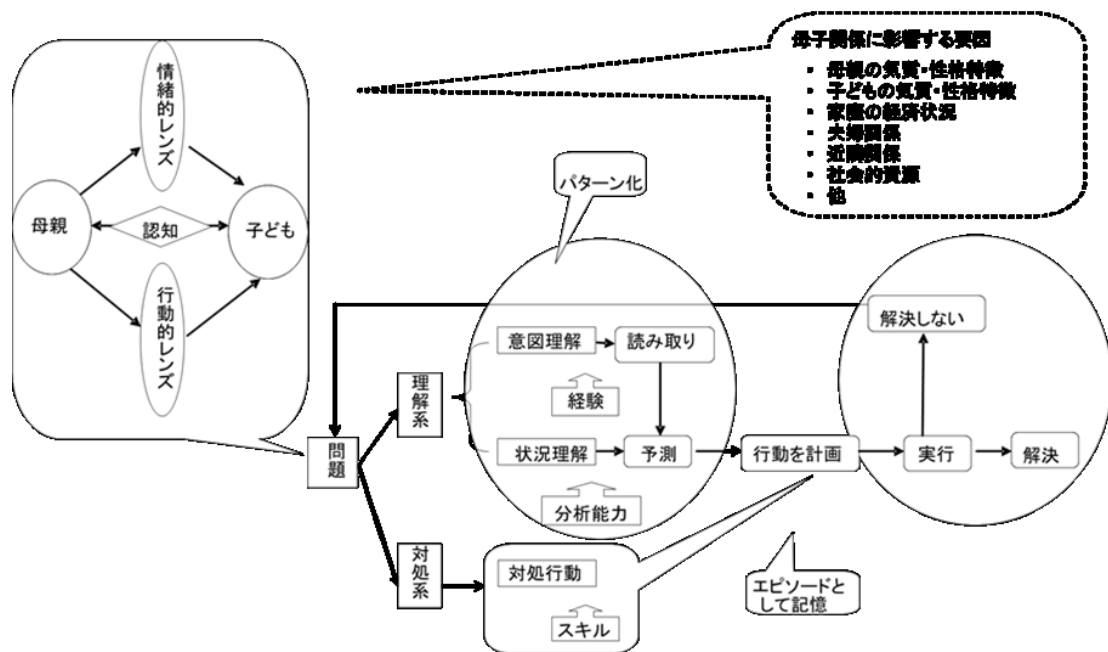 母子関係に影響する要因
・ 母親の気質・性格特徴
・ 子どもの気質・性格特徴
・ 家庭の経済状況
・ 夫婦関係
・ 近隣関係
・ 社会的資源
・ 他
情緒的レンズ
母親
認知
子ども
行動的レンズ
パターン化
解決しない
意図理解
読み取り
理解系
経験
問題
状況理解
予測
行動を計画
実行
解決
分析能力
対処系
対処行動
スキル
エピソードと
して記憶